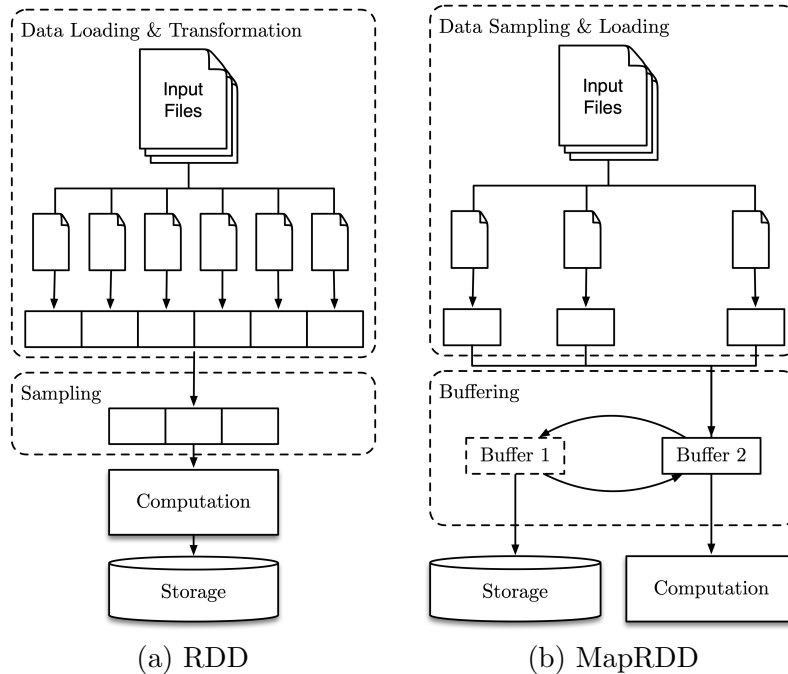 Data Loading & Transformation
Input
Files
Sampling
Computation
Storage
(a) RDD
Data Sampling & Loading
Input
Files
Buffering
Buffer 1
Buffer 2
Storage
Computation
(b) MapRDD